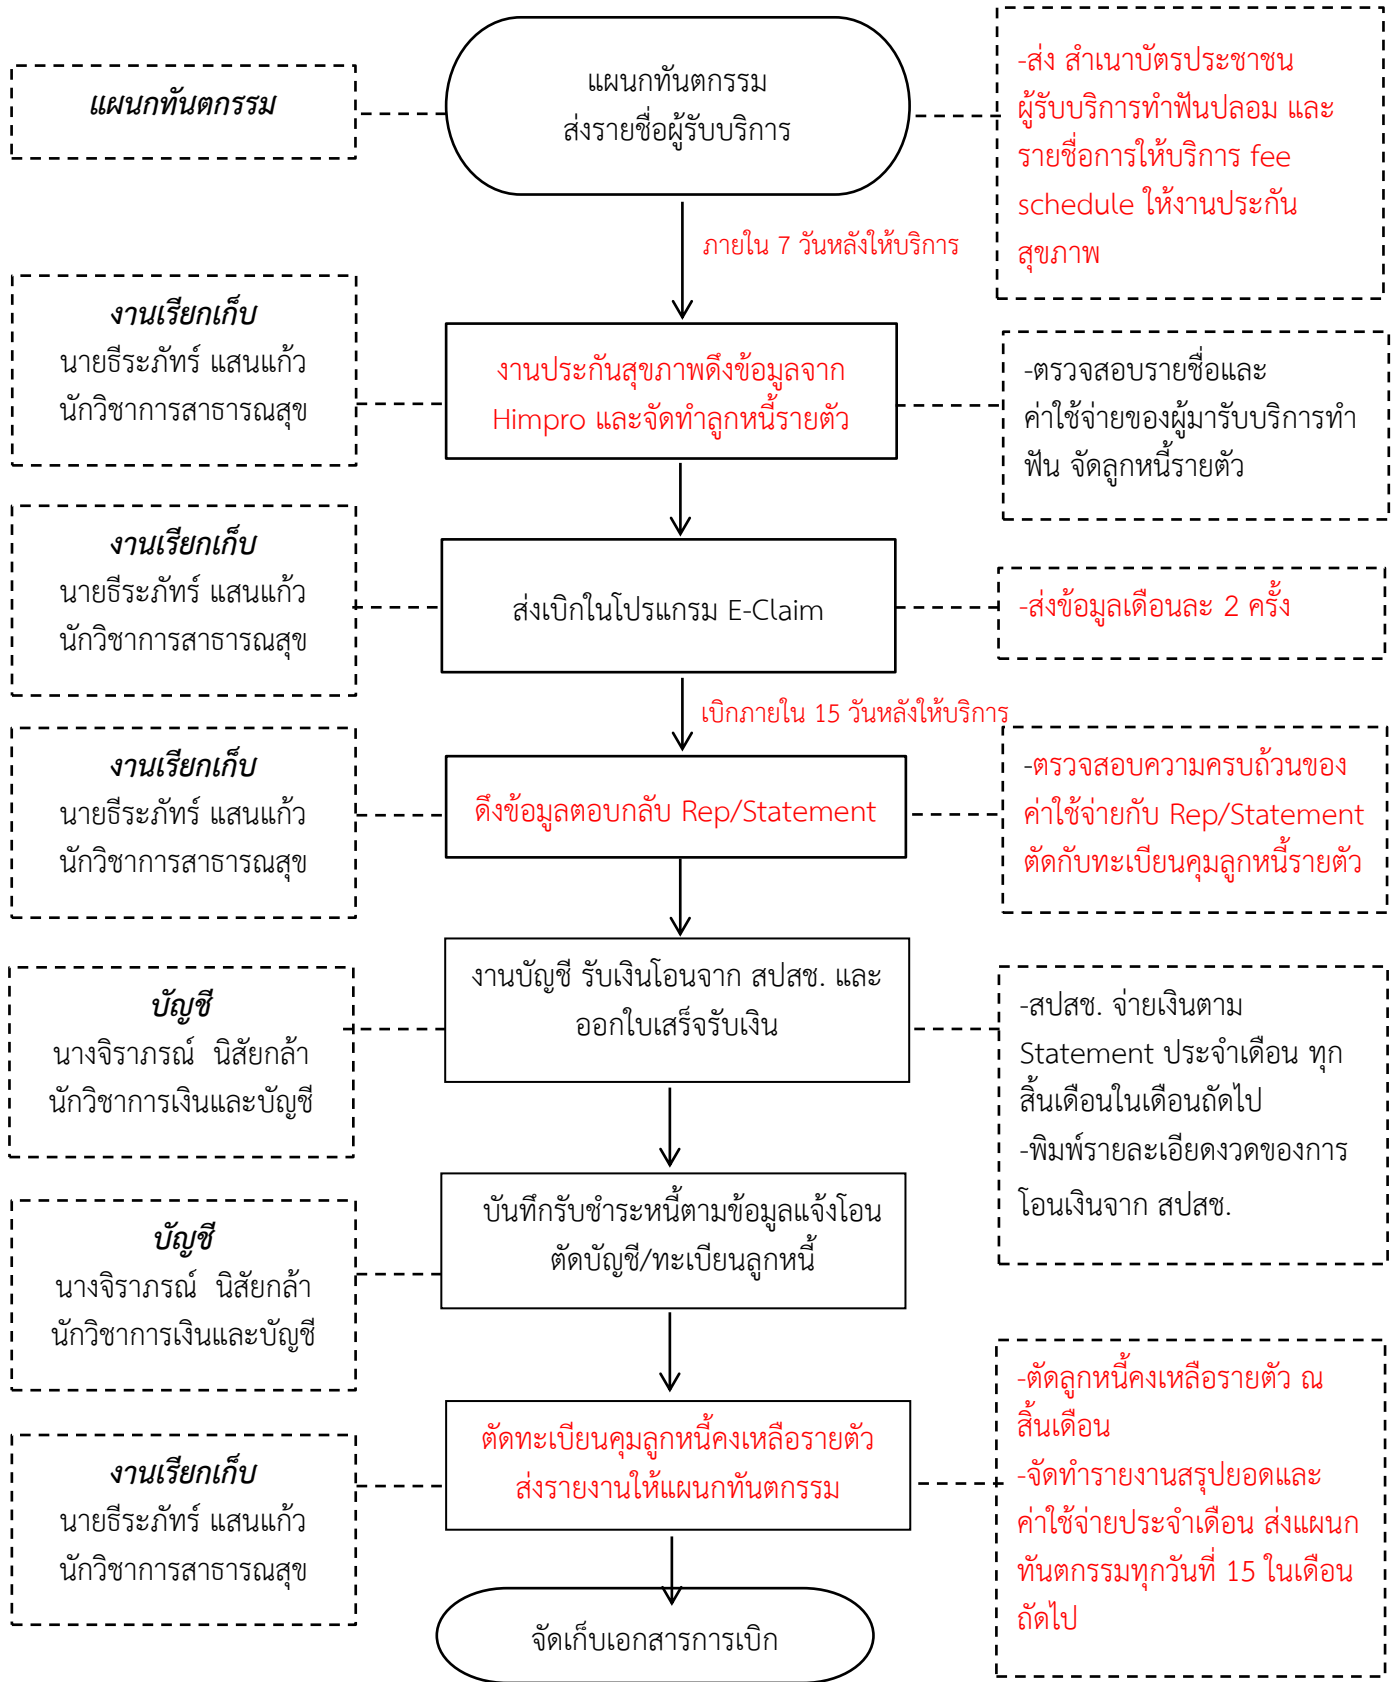 แผนกทันตกรรม
แผนกทันตกรรม
ส่งรายชื่อผู้รับบริการ
-ส่ง สำเนาบัตรประชาชน
ผู้รับบริการทำฟันปลอม และ
รายชื่อการให้บริการ fee
schedule ให้งานประกัน
สุขภาพ
ภายใน 7 วันหลังให้บริการ
งานเรียกเก็บ
นายธีระภัทร์ แสนแก้ว
นักวิชาการสาธารณสุข
งานประกันสุขภาพดึงข้อมูลจาก
Himpro และจัดทำลูกหนี้รายตัว
-ตรวจสอบรายชื่อและ
ค่าใช้จ่ายของผู้มารับบริการทำ
ฟัน จัดลูกหนี้รายตัว
งานเรียกเก็บ
นายธีระภัทร์ แสนแก้ว
นักวิชาการสาธารณสุข
ส่งเบิกในโปรแกรม E-Claim
-ส่งข้อมูลเดือนละ 2 ครั้ง
เบิกภายใน 15 วันหลังให้บริการ
งานเรียกเก็บ
นายธีระภัทร์ แสนแก้ว
นักวิชาการสาธารณสุข
ดึงข้อมูลตอบกลับ Rep/Statement
-ตรวจสอบความครบถ้วนของ
ค่าใช้จ่ายกับ Rep/Statement
ตัดกับทะเบียนคุมลูกหนี้รายตัว
บัญชี
นางจิราภรณ์  นิสัยกล้า
นักวิชาการเงินและบัญชี
งานบัญชี รับเงินโอนจาก สปสช. และ
ออกใบเสร็จรับเงิน
-สปสช. จ่ายเงินตาม
Statement ประจำเดือน ทุก
สิ้นเดือนในเดือนถัดไป
-พิมพ์รายละเอียดงวดของการ
โอนเงินจาก สปสช.
บัญชี
นางจิราภรณ์  นิสัยกล้า
นักวิชาการเงินและบัญชี
บันทึกรับชำระหนี้ตามข้อมูลแจ้งโอน
ตัดบัญชี/ทะเบียนลูกหนี้
งานเรียกเก็บ
นายธีระภัทร์ แสนแก้ว
นักวิชาการสาธารณสุข
ตัดทะเบียนคุมลูกหนี้คงเหลือรายตัว
ส่งรายงานให้แผนกทันตกรรม
-ตัดลูกหนี้คงเหลือรายตัว ณ
สิ้นเดือน
-จัดทำรายงานสรุปยอดและ
ค่าใช้จ่ายประจำเดือน ส่งแผนก
ทันตกรรมทุกวันที่ 15 ในเดือน
ถัดไป
จัดเก็บเอกสารการเบิก